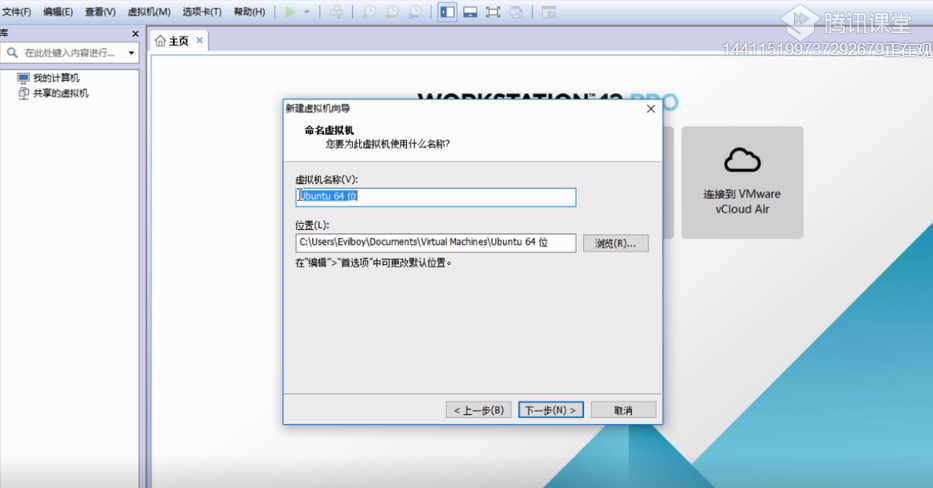 文件(F) 编辑(E) 查看(V) 虚拟机(M) 选项卡(T) 帮助(H)
库
主页
在此处键入内容进行...
我的计算机
共享的虚拟机
腾讯课堂
144115199737292679正在观
WORKSTATION™ 12 PRO
新建虚拟机向导
命名虚拟机
您要为此虚拟机使用什么名称?
虚拟机名称(V):
Ubuntu 64 位
位置(L):
C:\Users\Eviboy\Documents\Virtual Machines\Ubuntu 64 位
浏览(R)...
在"编辑">"首选项"中可更改默认位置。
连接到 VMware
vCloud Air
< 上一步(B) 下一步(N) > 取消